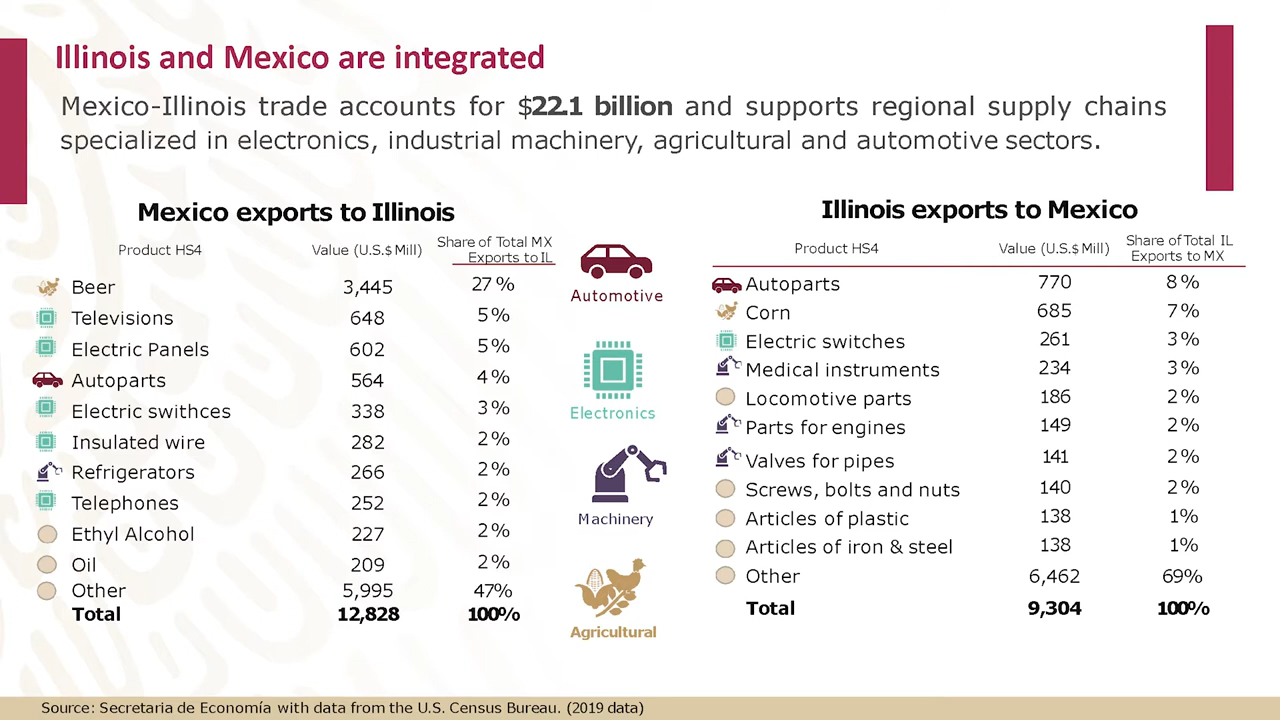 Illinois and Mexico are integrated
Mexico-Illinois trade accounts for $22.1 billion and supports regional supply chains
specialized in electronics, industrial machinery, agricultural and automotive sectors.
Mexico exports to Illinois
Product HS4 Value (U.S.$ Mill) Share of Total MX
Exports to IL
Beer 3,445 27%
Televisions 648 5%
Electric Panels 602 5%
Autoparts 564 4%
Electric swithces 338 3%
Insulated wire 282 2%
Refrigerators 266 2%
Telephones 252 2%
Ethyl Alcohol 227 2%
Oil 209 2%
Other 5,995 47%
Total 12,828 100%
Automotive
Electronics
Machinery
Agricultural
Illinois exports to Mexico
Product HS4 Value (U.S.$ Mill) Share of Total IL
Exports to MX
Autoparts 770 8%
Corn 685 7%
Electric switches 261 3%
Medical instruments 234 3%
Locomotive parts 186 2%
Parts for engines 149 2%
Valves for pipes 141 2%
Screws, bolts and nuts 140 2%
Articles of plastic 138 1%
Articles of iron & steel 138 1%
Other 6,462 69%
Total 9,304 100%
Source: Secretaria de Economía with data from the U.S. Census Bureau. (2019 data)